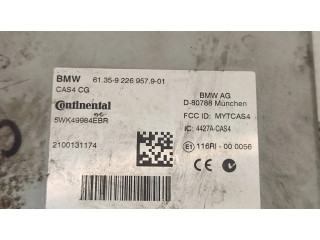 BMW 61.35-9 226 957.9-01
CAS4 CG
BMW AG
D-80788 München
Continental
FCC ID: MYTCAS4
5WK49984EBR
IC: 4427A-CAS4
2100131174
E1 116RI - 00 0056